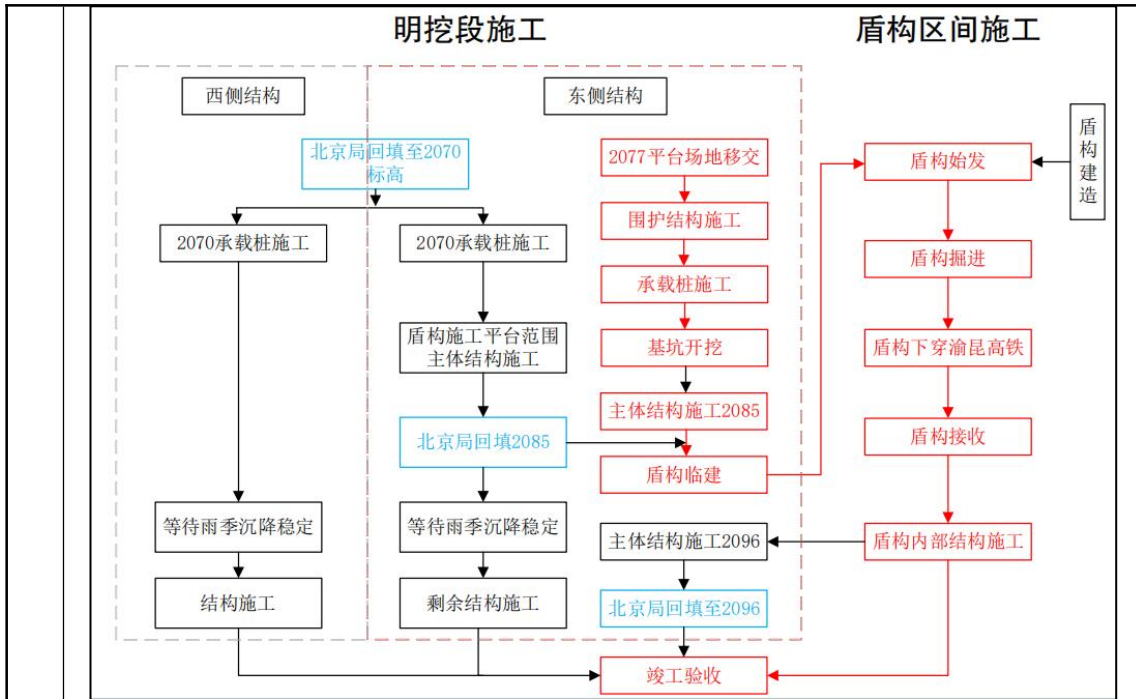 明挖段施工
盾构区间施工
西侧结构
东侧结构
北京局回填至2070
标高
2070承载桩施工
等待雨季沉降稳定
结构施工
2070承载桩施工
盾构施工平台范围
主体结构施工
北京局回填2085
等待雨季沉降稳定
剩余结构施工
2077平台场地移交
围护结构施工
承载桩施工
基坑开挖
主体结构施工2085
盾构临建
主体结构施工2096
北京局回填至2096
竣工验收
盾构始发
盾构掘进
盾构下穿渝昆高铁
盾构接收
盾构内部结构施工
盾构建造